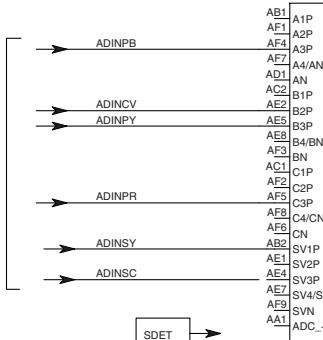 AB1 A1P
AF1 A2P
ADINPB AF4 A3P
AF7 A4/AN
AD1 AN
AC2 B1P
ADINCV AE2 B2P
ADINPY AE5 B3P
AE8 B4/BN
AF3 BN
AC1 C1P
AF2 C2P
ADINPR AF5 C3P
AF8 C4/CN
AF6 CN
ADINSY AB2 SV1P
AE1 SV2P
ADINSC AE4 SV3P
AE7 SV4/S
AF9 SVN
AA1 ADC_
SDET